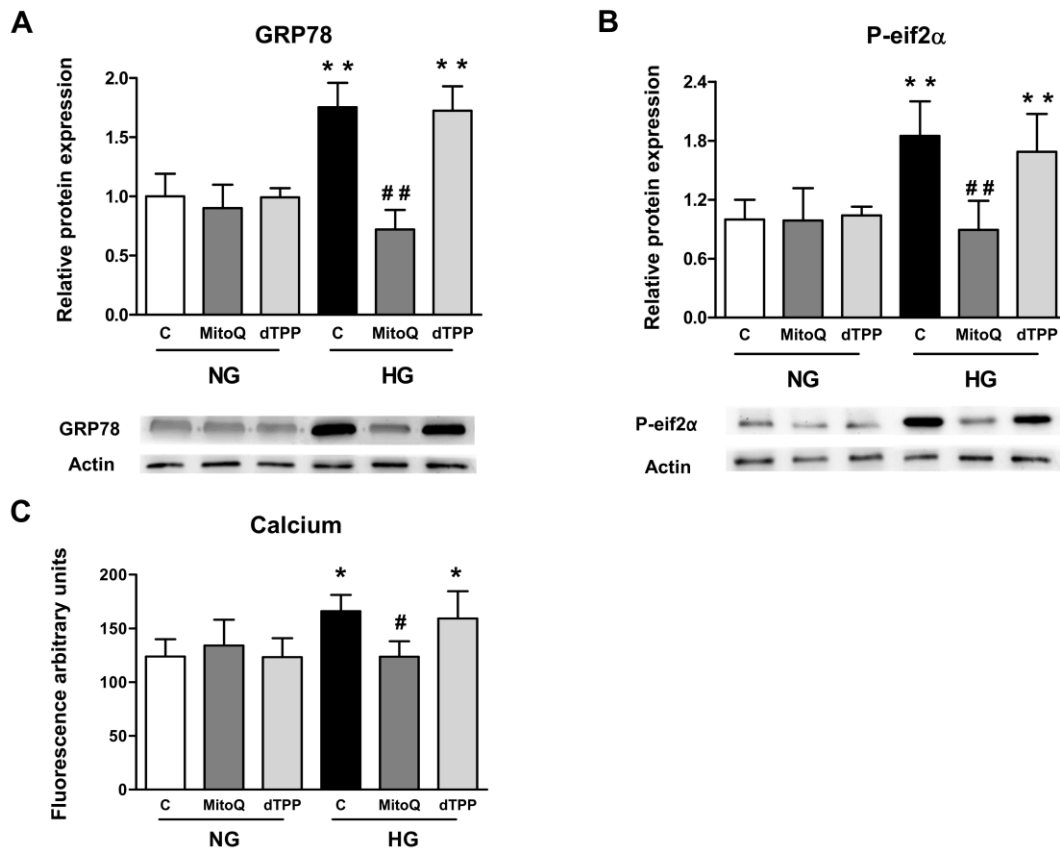 A
GRP78
Relative protein expression
2.0
1.5
1.0
0.5
0.0
* *
# #
* *
C MitoQ dTPP C MitoQ dTPP
NG HG
GRP78
Actin
B
P-eif2α
Relative protein expression
2.4
1.8
1.2
0.6
0.0
* *
# #
* *
C MitoQ dTPP C MitoQ dTPP
NG HG
P-eif2α
Actin
C
Calcium
Fluorescence arbitrary units
200
150
100
50
0
*
#
*
C MitoQ dTPP C MitoQ dTPP
NG HG